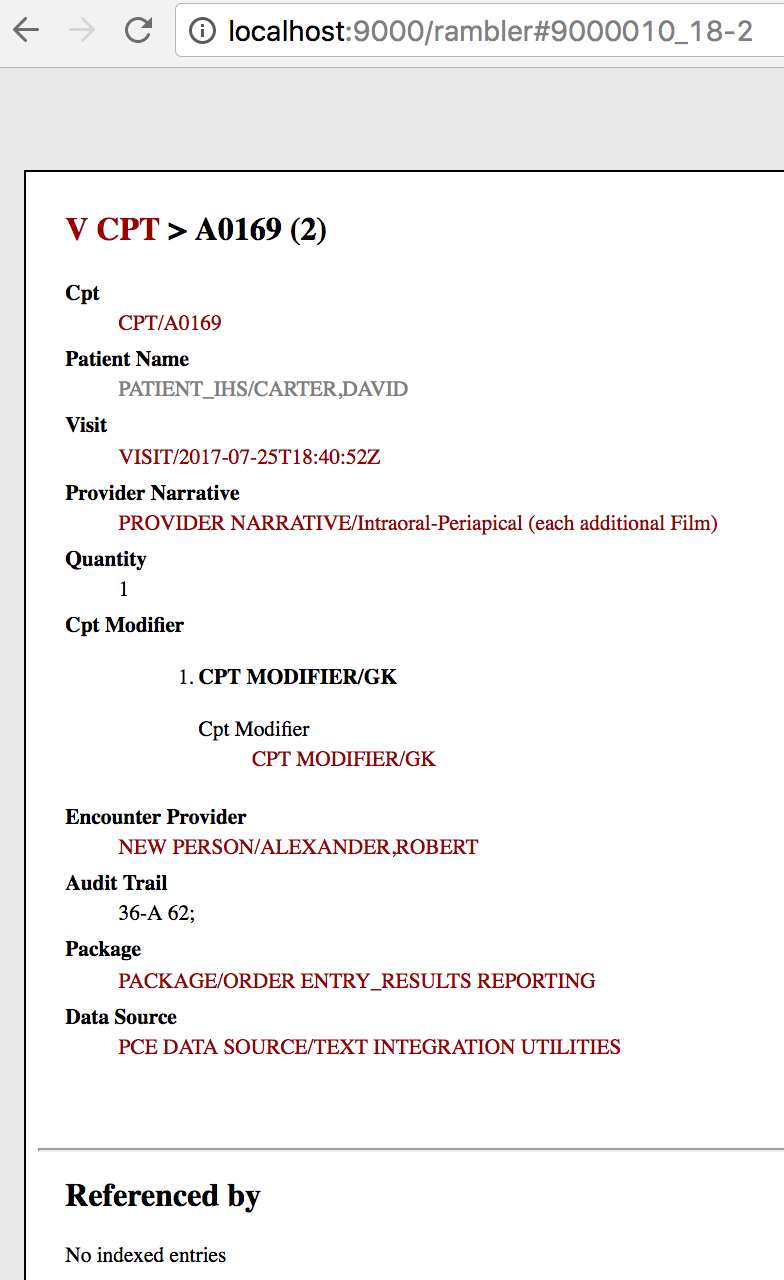 localhost:9000/rambler#9000010_18-2
V CPT > A0169 (2)
Cpt
CPT/A0169
Patient Name
PATIENT_IHS/CARTER,DAVID
Visit
VISIT/2017-07-25T18:40:52Z
Provider Narrative
PROVIDER NARRATIVE/Intraoral-Periapical (each additional Film)
Quantity
1
Cpt Modifier
1. CPT MODIFIER/GK
Cpt Modifier
CPT MODIFIER/GK
Encounter Provider
NEW PERSON/ALEXANDER,ROBERT
Audit Trail
36-A 62;
Package
PACKAGE/ORDER ENTRY_RESULTS REPORTING
Data Source
PCE DATA SOURCE/TEXT INTEGRATION UTILITIES
Referenced by
No indexed entries